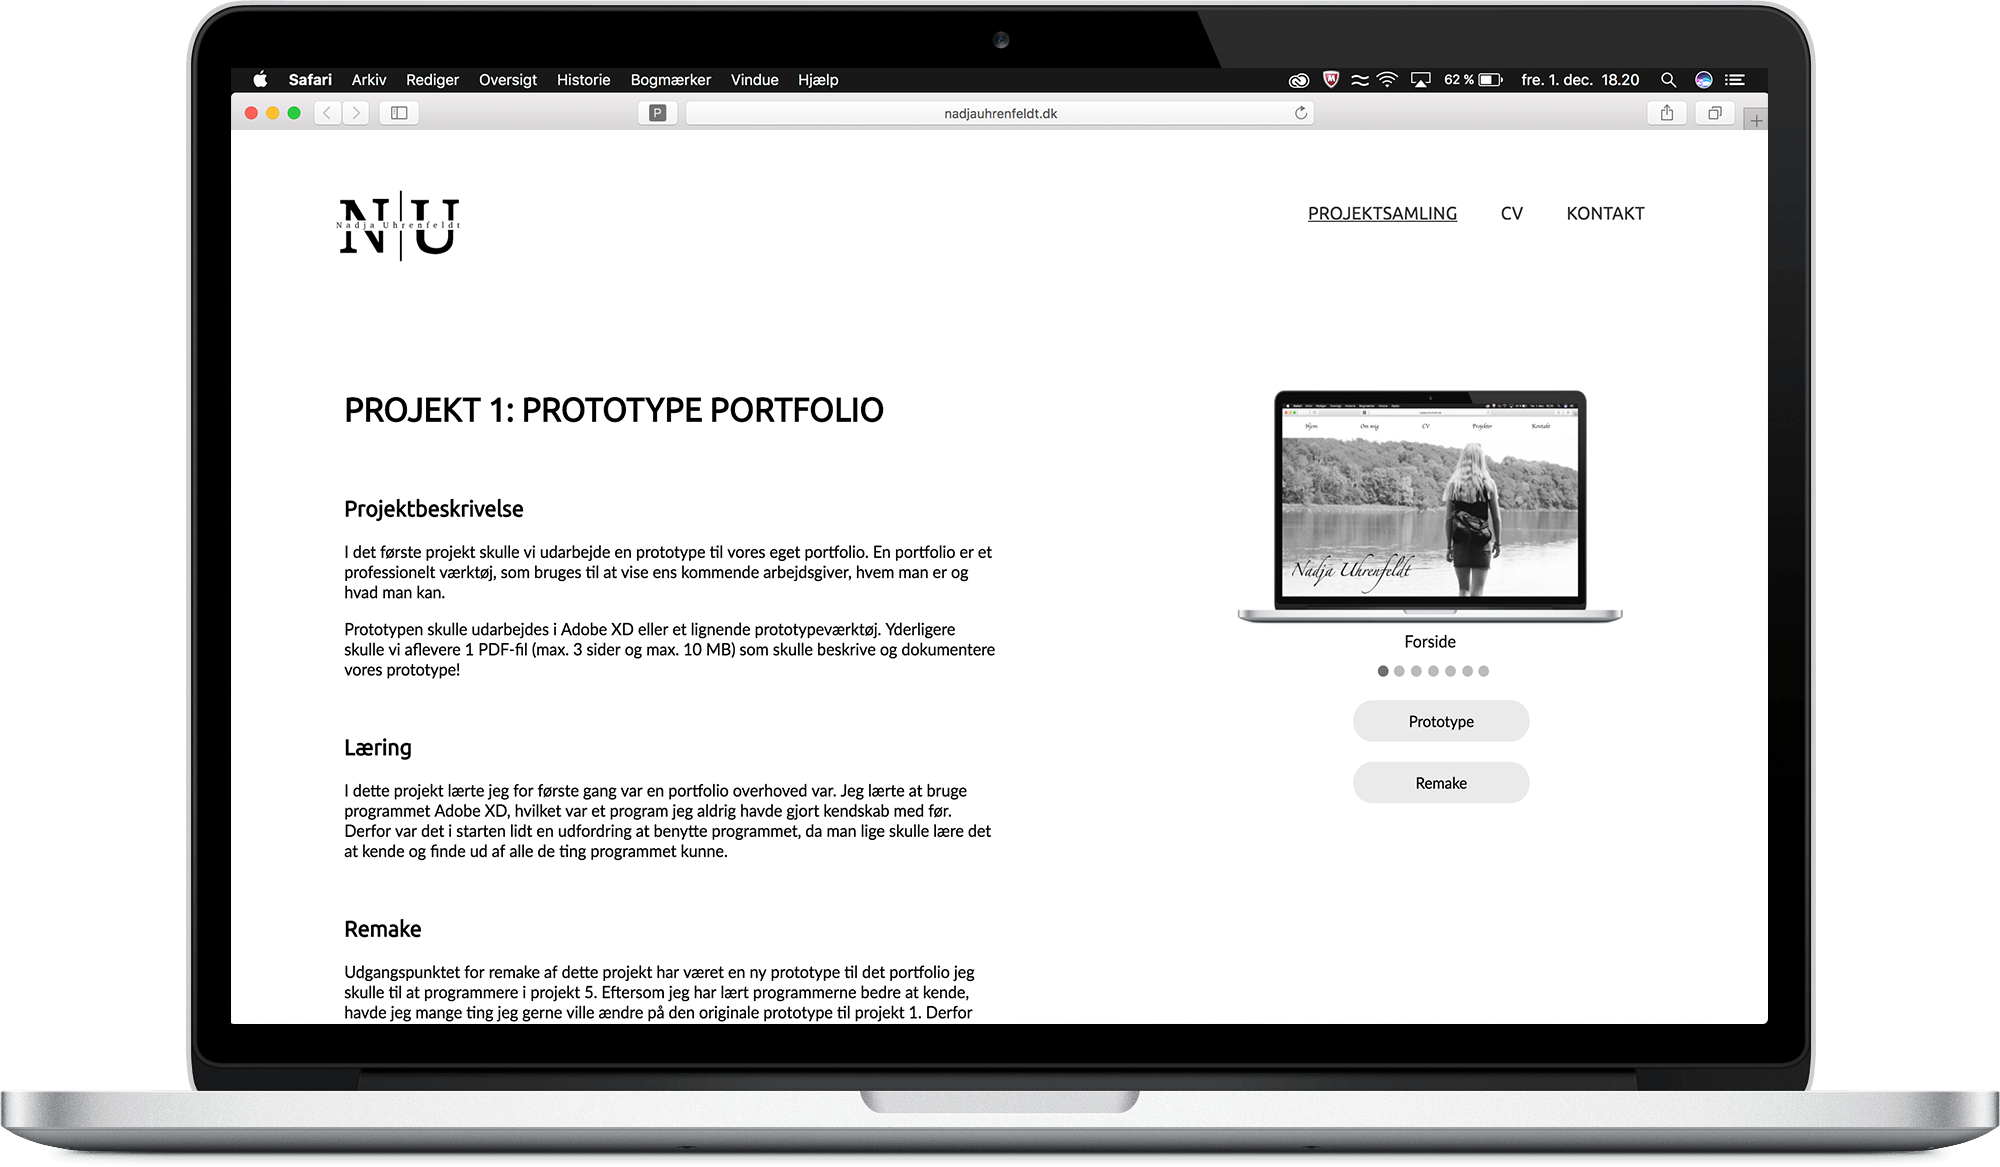 Safari Arkiv Rediger Oversigt Historie Bogmærker Vindue Hjælp 62 % fre. 1. dec. 18.20
P nadjauhrenfeldt.dk
N U
Nadja Uhrenfeldt
PROJEKTSAMLING CV KONTAKT
PROJEKT 1: PROTOTYPE PORTFOLIO
Projektbeskrivelse
I det første projekt skulle vi udarbejde en prototype til vores eget portfolio. En portfolio er et
professionelt værktøj, som bruges til at vise ens kommende arbejdsgiver, hvem man er og
hvad man kan.
Prototypen skulle udarbejdes i Adobe XD eller et lignende prototypeværktøj. Yderligere
skulle vi aflevere 1 PDF-fil (max. 3 sider og max. 10 MB) som skulle beskrive og dokumentere
vores prototype!
Læring
I dette projekt lærte jeg for første gang var en portfolio overhoved var. Jeg lærte at bruge
programmet Adobe XD, hvilket var et program jeg aldrig havde gjort kendskab med før.
Derfor var det i starten lidt en udfordring at benytte programmet, da man lige skulle lære det
at kende og finde ud af alle de ting programmet kunne.
Remake
Udgangspunktet for remake af dette projekt har været en ny prototype til det portfolio jeg
skulle til at programmere i projekt 5. Eftersom jeg har lært programmerne bedre at kende,
havde jeg mange ting jeg gerne ville ændre på den originale prototype til projekt 1. Derfor
Hjem Om mig CV Projekter Kontakt
Nadja Uhrenfeldt
Forside
Prototype
Remake